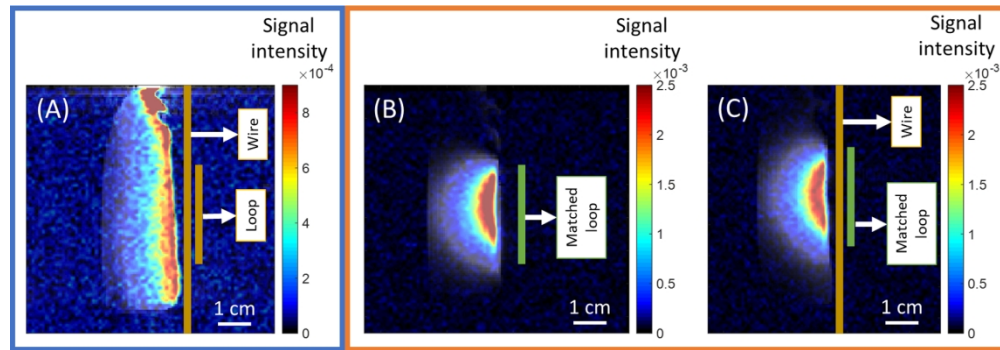 Signal
intensity
×10⁻⁴
(A)
8
6
4
2
0
Wire
Loop
1 cm
Signal
intensity
×10⁻³
(B)
2.5
2
1.5
1
0.5
0
Matched
loop
1 cm
Signal
intensity
×10⁻³
(C)
2.5
2
1.5
1
0.5
0
Wire
Matched
loop
1 cm